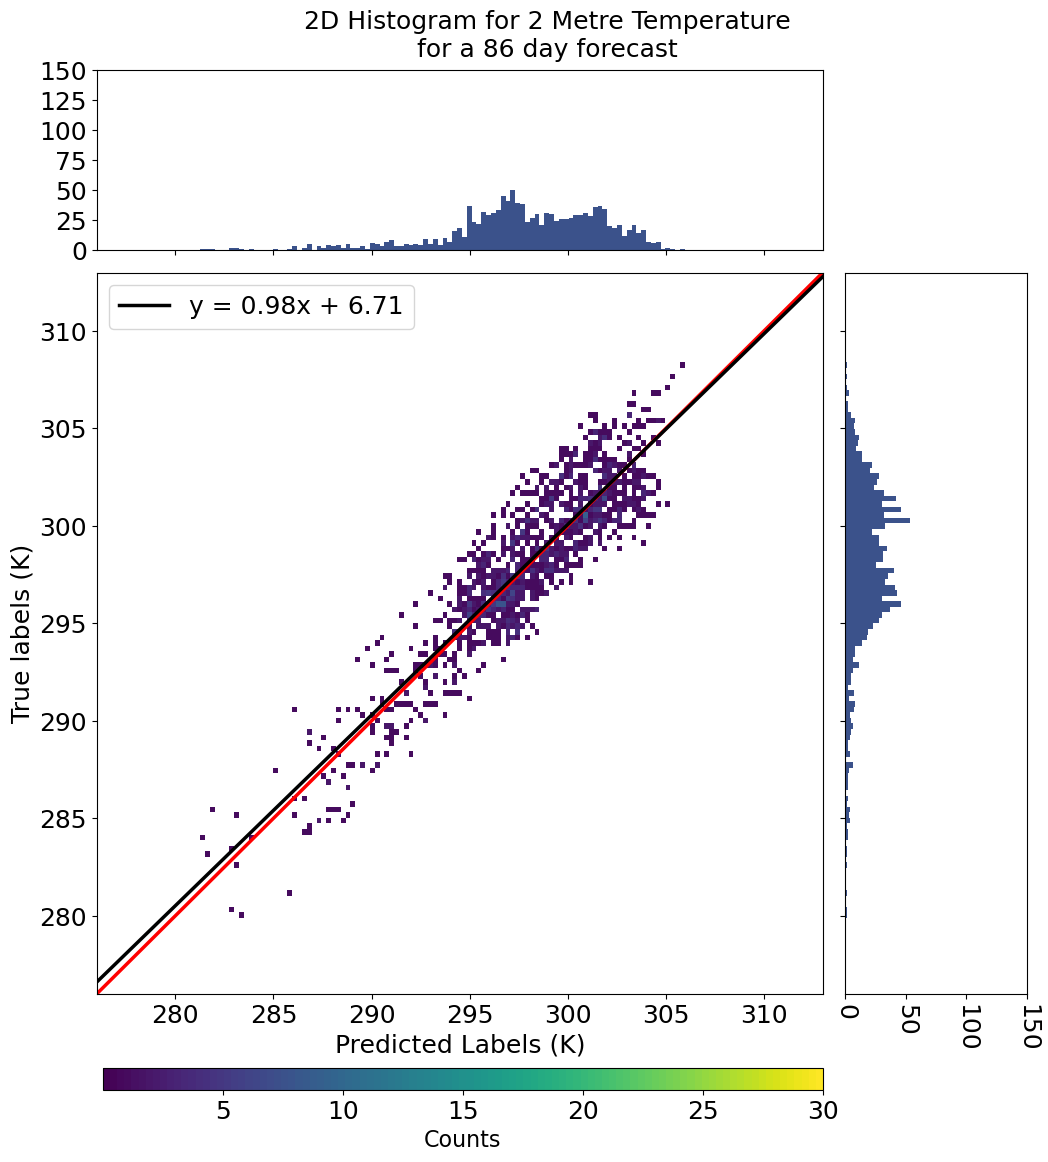 2D Histogram for 2 Metre Temperature
for a 86 day forecast
150
125
100
75
50
25
0
y = 0.98x + 6.71
310
305
300
295
290
285
280
True labels (K)
280 285 290 295 300 305 310
Predicted Labels (K)
0 50 100 150
5 10 15 20 25 30
Counts